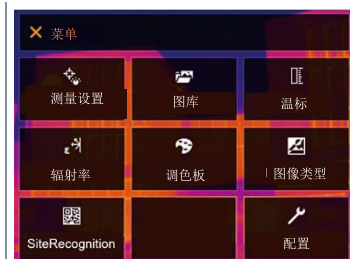 菜单
测量设置
图库
温标
辐射率
调色板
图像类型
SiteRecognition
配置